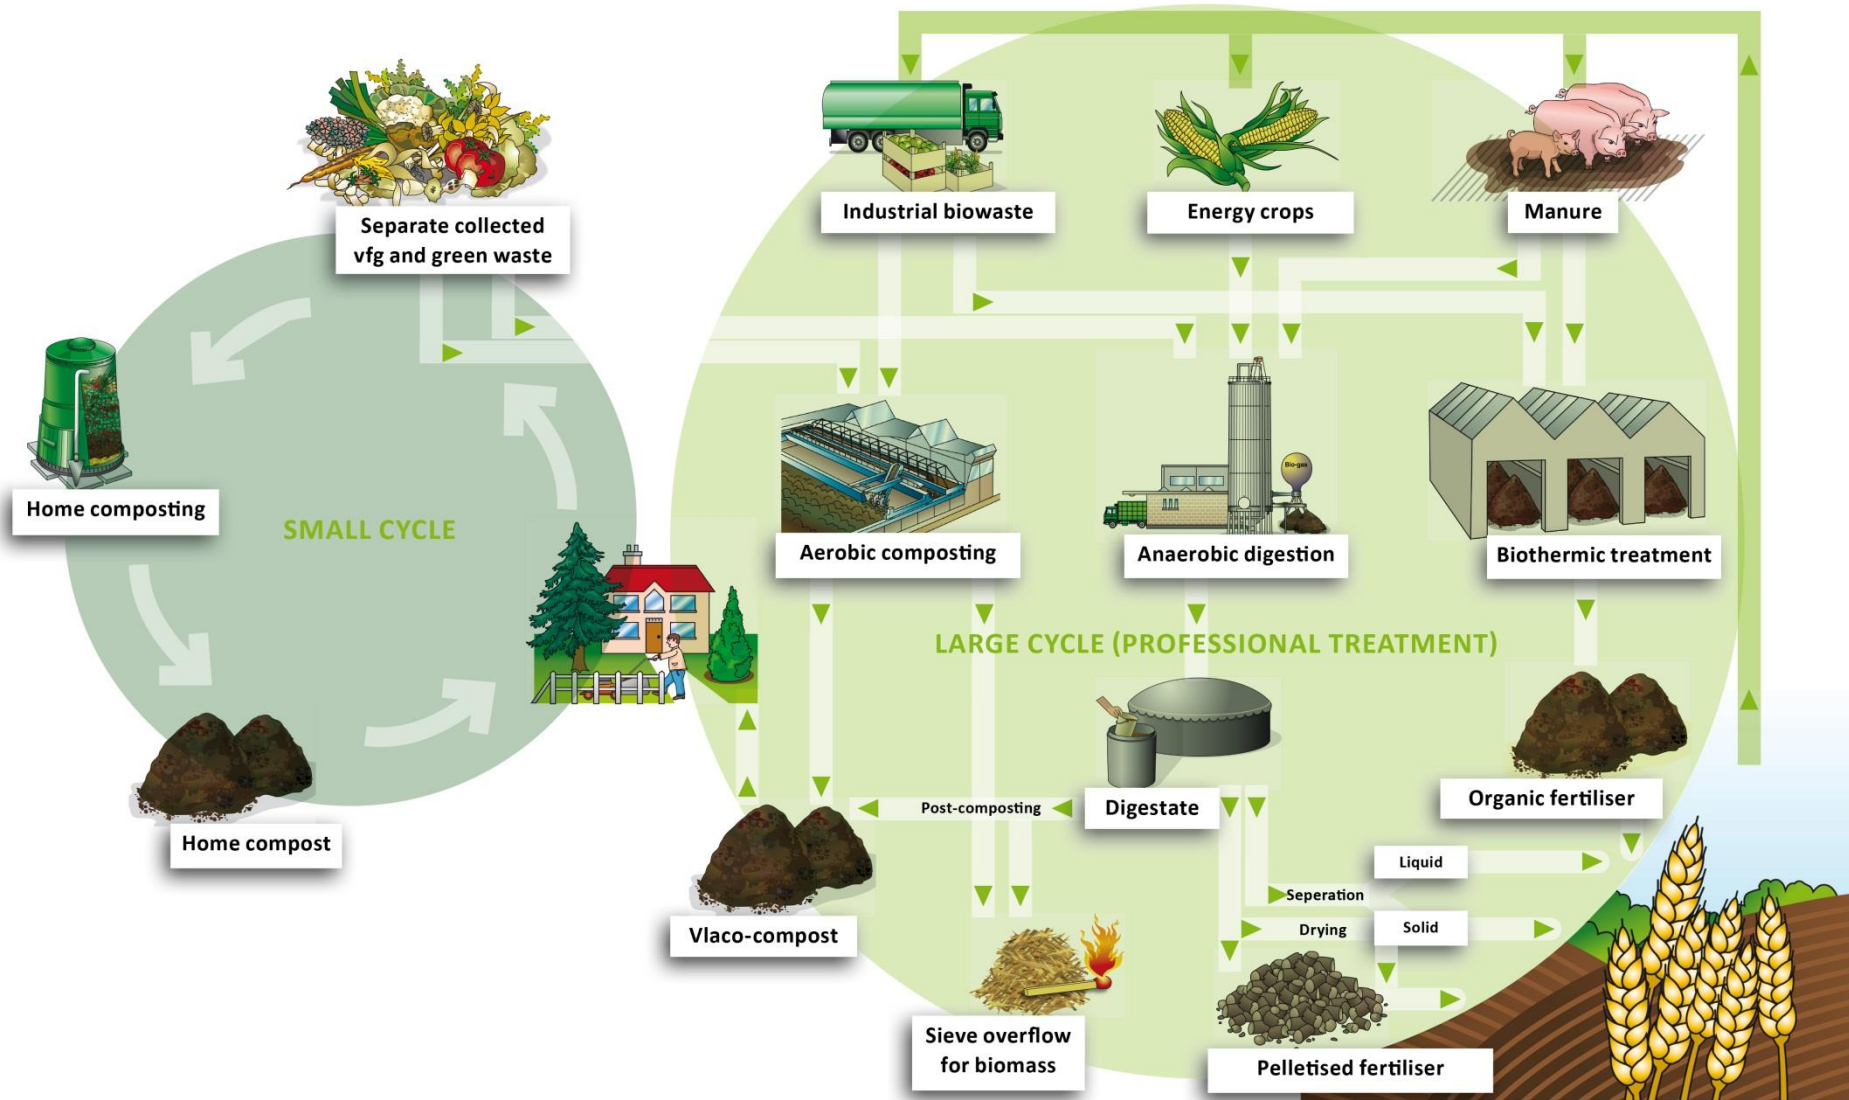 Separate collected
vfg and green waste
Industrial biowaste
Energy crops
Manure
Home composting
SMALL CYCLE
Bio-gas
Aerobic composting
Anaerobic digestion
Biothermic treatment
LARGE CYCLE (PROFESSIONAL TREATMENT)
Home compost
Post-composting
Digestate
Organic fertiliser
Liquid
Seperation
Vlaco-compost
Drying
Solid
Sieve overflow
for biomass
Pelletised fertiliser